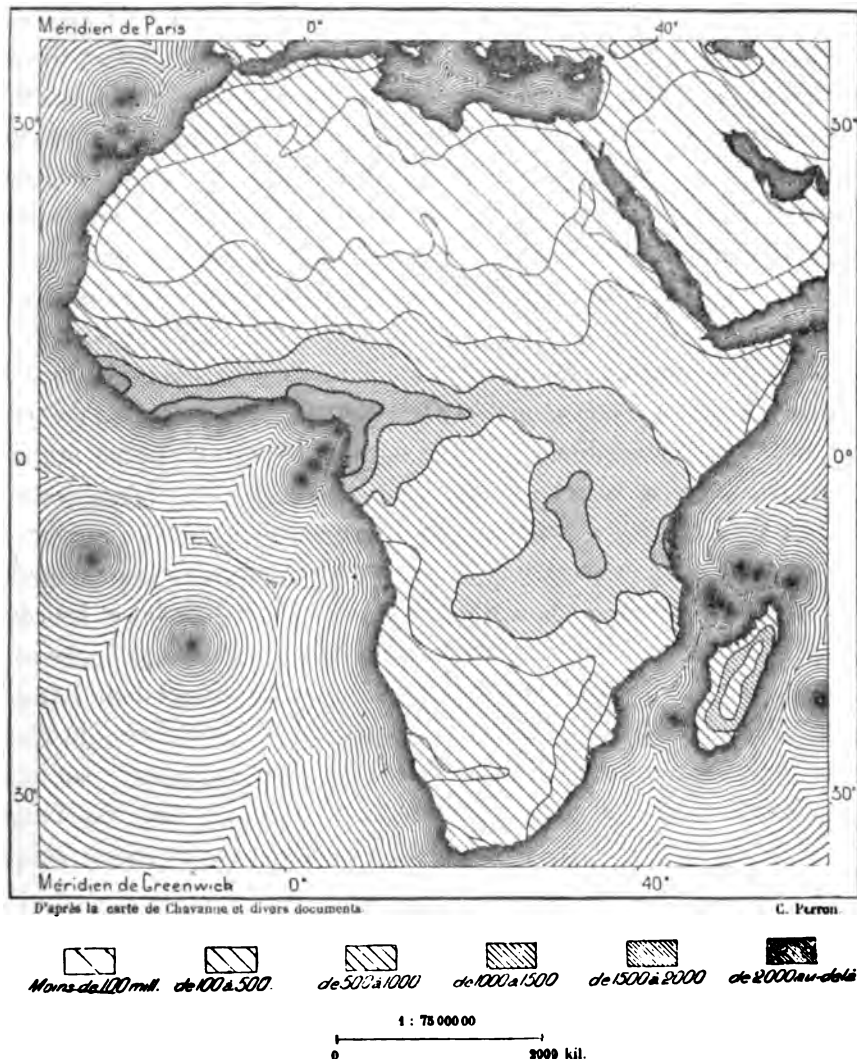 Méridien de Paris 0° 40°
30° 30°
0 0°
30° 30°
Méridien de Greenwich 0° 40°
D'après la carte de Chavanne et divers documents. C. Perron.
Moins de 100 mill. de 100 à 500. de 500 à 1000 de 1000 à 1500 de 1500 à 2000 de 2000 au-delà
1 : 75 000 00
0 2000 kil.